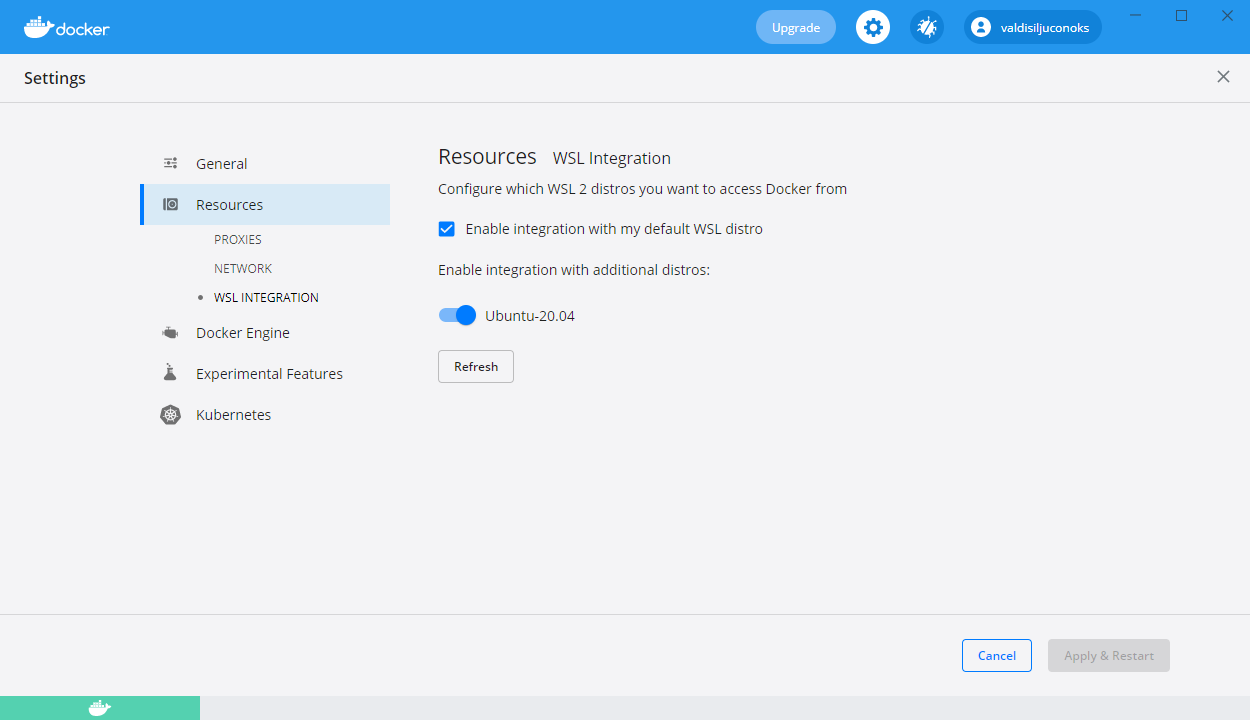 docker
Upgrade
valdisiljuconoks
Settings
General
Resources
PROXIES
NETWORK
WSL INTEGRATION
Docker Engine
Experimental Features
Kubernetes
Resources WSL Integration
Configure which WSL 2 distros you want to access Docker from
Enable integration with my default WSL distro
Enable integration with additional distros:
Ubuntu-20.04
Refresh
Cancel
Apply & Restart